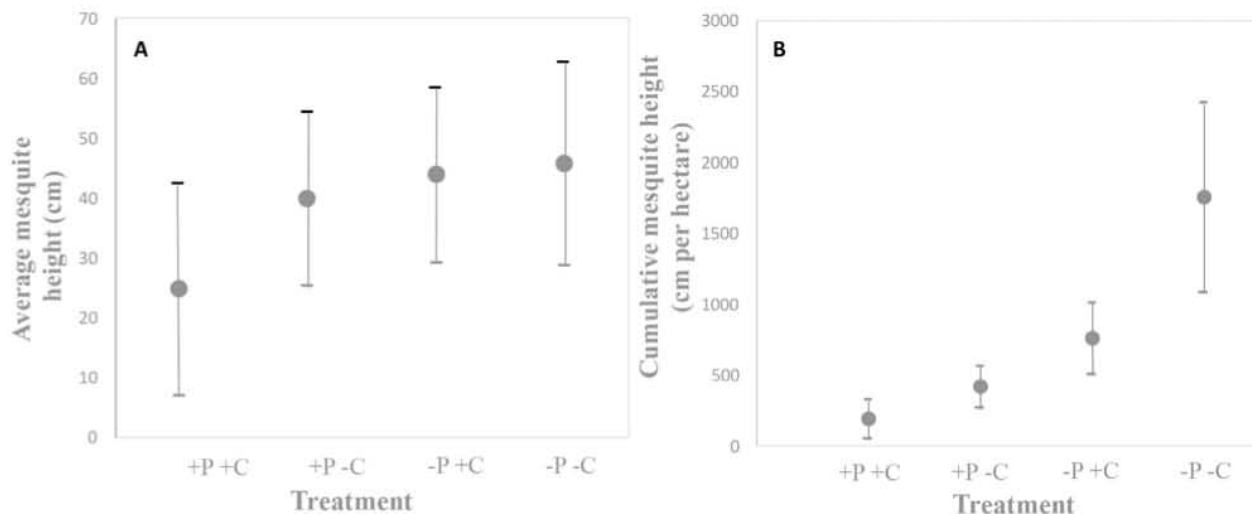 A
70
60
50
40
30
20
10
0
Average mesquite
height (cm)
+P +C
+P -C
-P +C
-P -C
Treatment
B
3000
2500
2000
1500
1000
500
0
Cumulative mesquite height
(cm per hectare)
+P +C
+P -C
-P +C
-P -C
Treatment